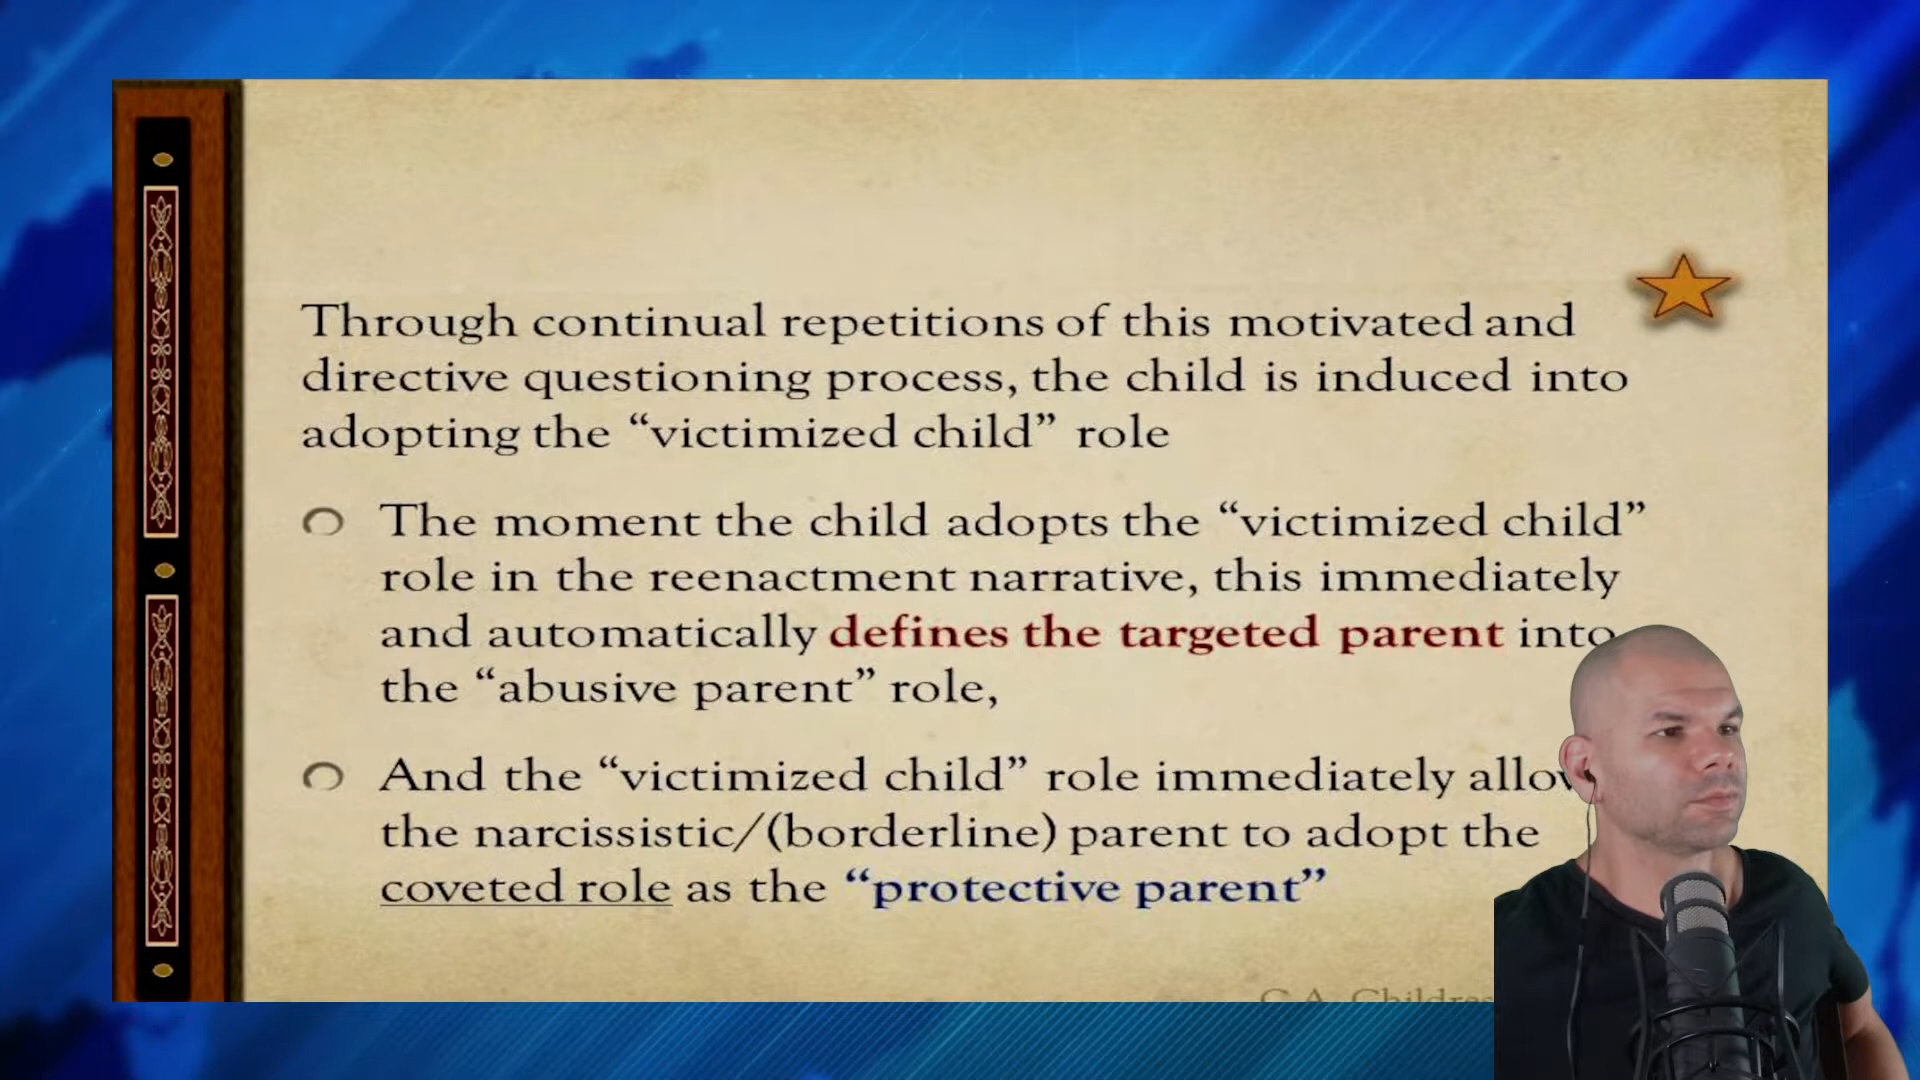 Through continual repetitions of this motivated and
directive questioning process, the child is induced into
adopting the “victimized child” role
The moment the child adopts the “victimized child”
role in the reenactment narrative, this immediately
and automatically defines the targeted parent into
the “abusive parent” role,
And the “victimized child” role immediately
the narcissistic/(borderline) parent to adopt the
coveted role as the “protective parent”
C.A.